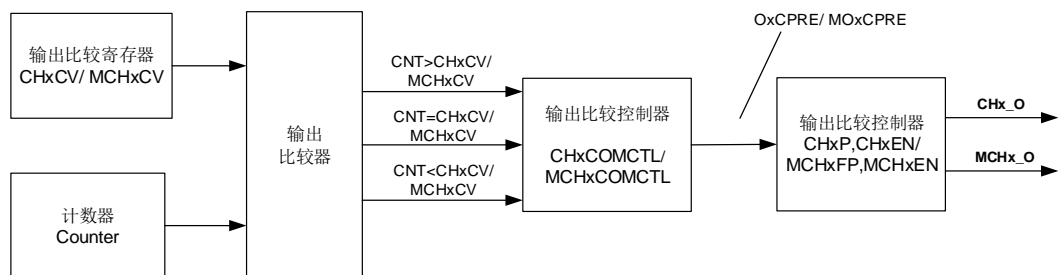 输出比较寄存器
CHxCV/ MCHxCV
计数器
Counter
输出
比较器
CNT>CHxCV/
MCHxCV
CNT=CHxCV/
MCHxCV
CNT<CHxCV/
MCHxCV
输出比较控制器
CHxCOMCTL/
MCHxCOMCTL
OxCPRE/ MOxCPRE
输出比较控制器
CHxP,CHxEN/
MCHxFP,MCHxEN
CHx_O
MCHx_O